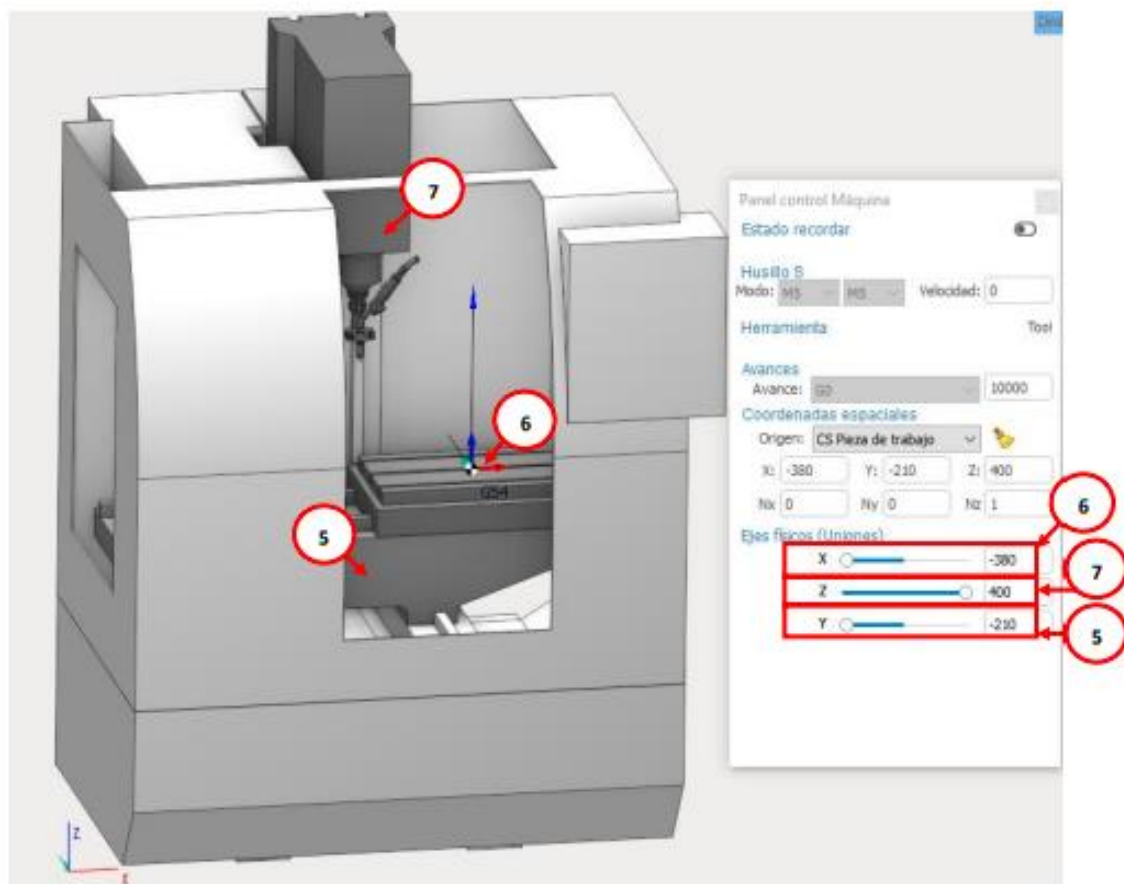 7
6
G54
5
Z
X
Panel control Máquina
Estado recordar
Husillo S
Modo: M5 M5 Velocidad: 0
Herramienta Tool
Avances
Avance: G0 10000
Coordenadas espaciales
Origen: CS Pieza de trabajo
X: -380 Y: -210 Z: 400
Nx 0 Ny 0 Nz 1
Ejes físicos (Uniones)
X -380
Z 400
Y -210
6
7
5